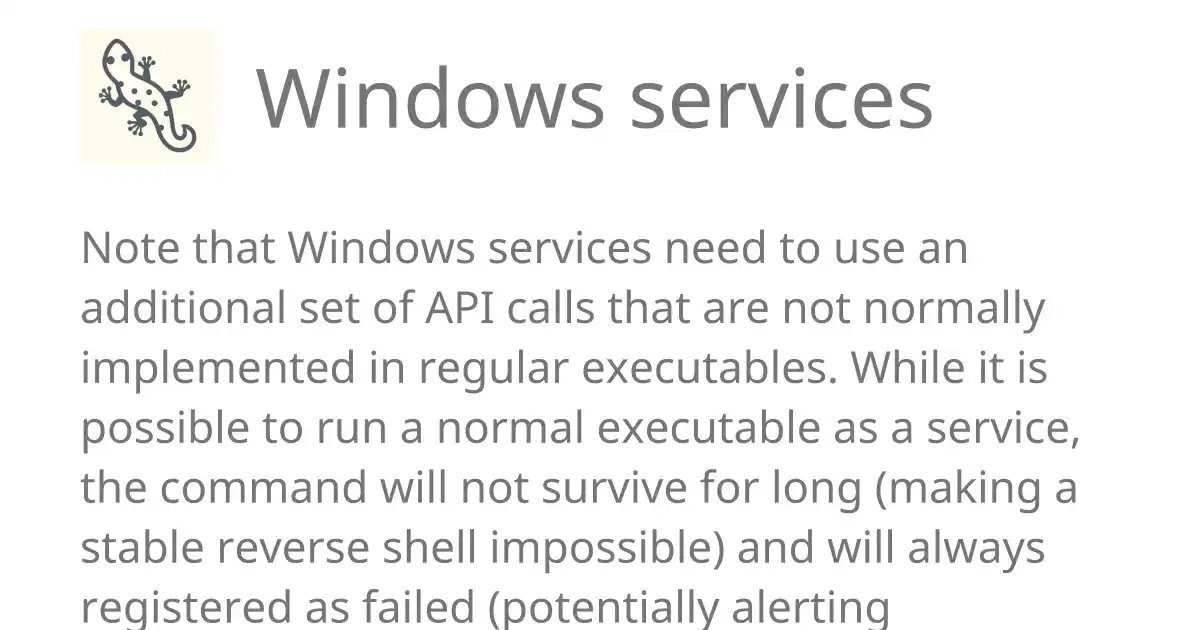 Windows services
Note that Windows services need to use an
additional set of API calls that are not normally
implemented in regular executables. While it is
possible to run a normal executable as a service,
the command will not survive for long (making a
stable reverse shell impossible) and will always
registered as failed (potentially alerting